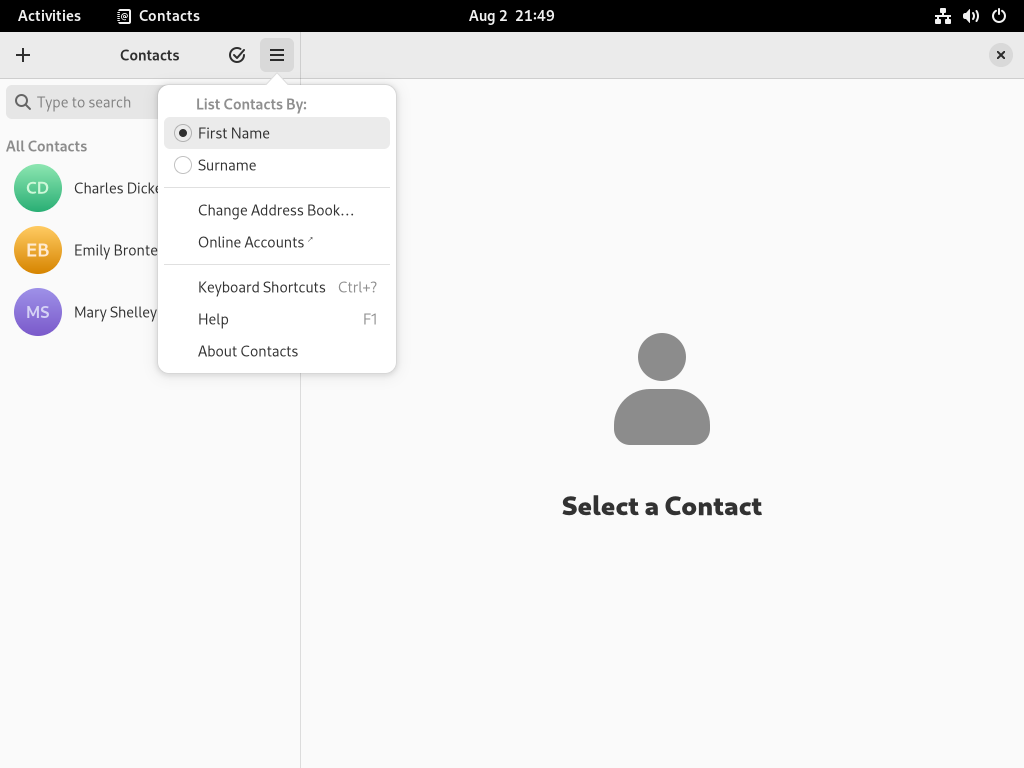 Activities Contacts Aug 2 21:49
Contacts
Type to search
List Contacts By:
First Name
Surname
Change Address Book…
Online Accounts
Keyboard Shortcuts Ctrl+?
Help F1
About Contacts
All Contacts
CD Charles Dicke
EB Emily Bronte
MS Mary Shelley
Select a Contact